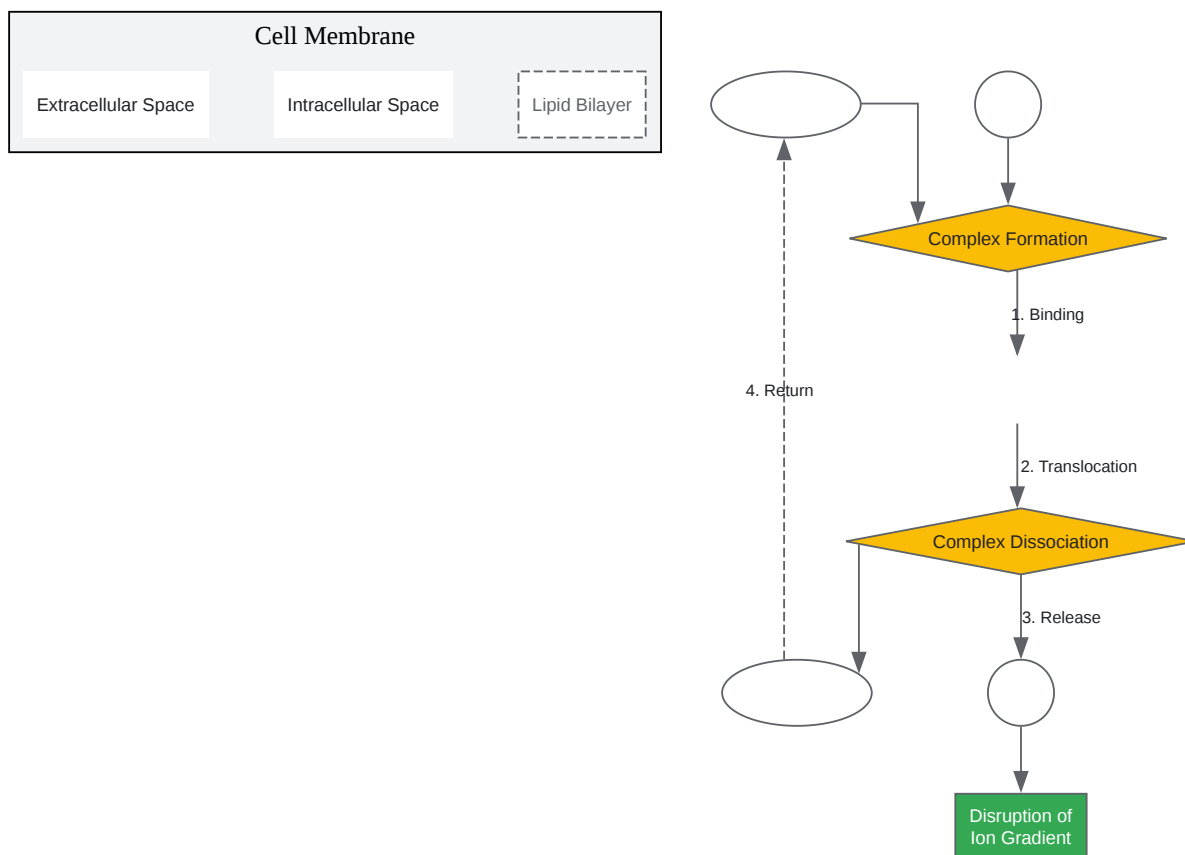 Cell Membrane
Extracellular Space
Intracellular Space
Lipid Bilayer
Complex Formation
1. Binding
4. Return
2. Translocation
Complex Dissociation
3. Release
Disruption of
Ion Gradient